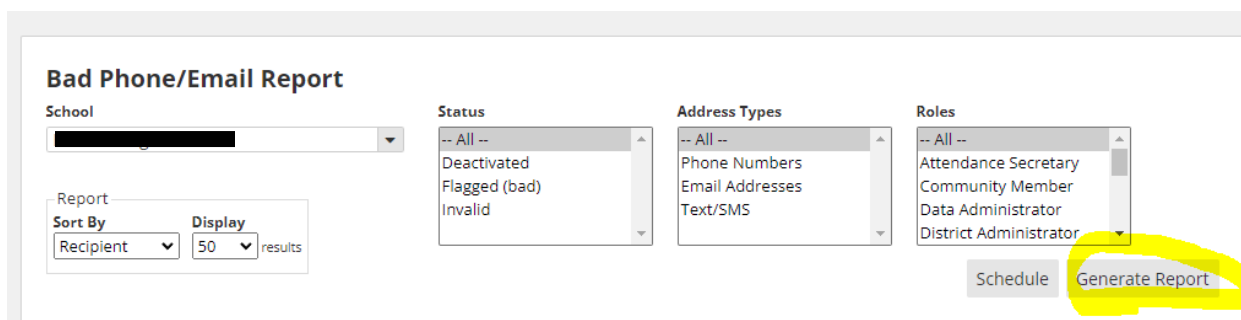 Bad Phone/Email Report
School
Status
-- All --
Deactivated
Flagged (bad)
Invalid
Address Types
-- All --
Phone Numbers
Email Addresses
Text/SMS
Roles
-- All --
Attendance Secretary
Community Member
Data Administrator
District Administrator
Report
Sort By Display
Recipient 50 results
Schedule Generate Report